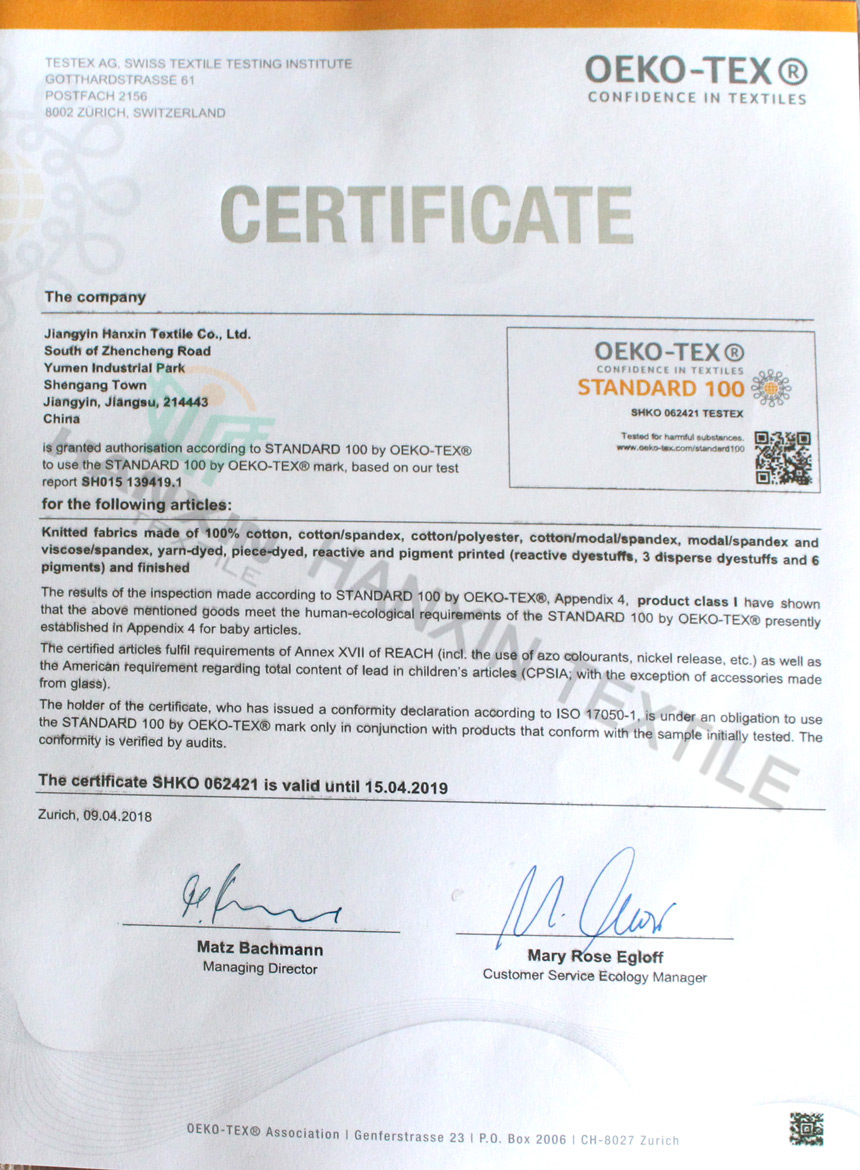 TESTEX AG, SWISS TEXTILE TESTING INSTITUTE
GOTTHARDSTRASSE 61
POSTFACH 2156
8002 ZÜRICH, SWITZERLAND
OEKO-TEX®
CONFIDENCE IN TEXTILES
CERTIFICATE
The company
Jiangyin Hanxin Textile Co., Ltd.
South of Zhencheng Road
Yumen Industrial Park
Shengang Town
Jiangyin, Jiangsu, 214443
China
is granted authorisation according to STANDARD 100 by OEKO-TEX®
to use the STANDARD 100 by OEKO-TEX® mark, based on our test
report SH015 139419.1
OEKO-TEX®
CONFIDENCE IN TEXTILES
STANDARD 100
SHKO 062421 TESTEX
Tested for harmful substances.
www.oeko-tex.com/standard100
for the following articles:
Knitted fabrics made of 100% cotton, cotton/spandex, cotton/polyester, cotton/modal/spandex, modal/spandex and
viscose/spandex, yarn-dyed, piece-dyed, reactive and pigment printed (reactive dyestuffs, 3 disperse dyestuffs and 6
pigments) and finished
The results of the inspection made according to STANDARD 100 by OEKO-TEX®, Appendix 4, product class I have shown
that the above mentioned goods meet the human-ecological requirements of the STANDARD 100 by OEKO-TEX® presently
established in Appendix 4 for baby articles.
The certified articles fulfil requirements of Annex XVII of REACH (incl. the use of azo colourants, nickel release, etc.) as well as
the American requirement regarding total content of lead in children's articles (CPSIA; with the exception of accessories made
from glass).
The holder of the certificate, who has issued a conformity declaration according to ISO 17050-1, is under an obligation to use
the STANDARD 100 by OEKO-TEX® mark only in conjunction with products that conform with the sample initially tested. The
conformity is verified by audits.
The certificate SHKO 062421 is valid until 15.04.2019
Zurich, 09.04.2018
Matz Bachmann
Managing Director
Mary Rose Egloff
Customer Service Ecology Manager
OEKO-TEX® Association | Genferstrasse 23 | P.O. Box 2006 | CH-8027 Zurich
HANXIN TEXTILE
HANXIN TEXTILE